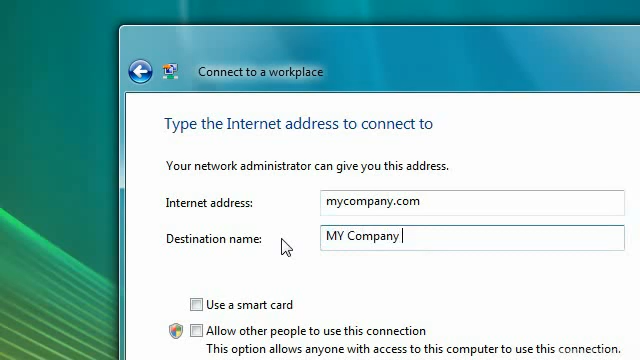 Connect to a workplace
Type the Internet address to connect to
Your network administrator can give you this address.
Internet address: mycompany.com
Destination name: MY Company
Use a smart card
Allow other people to use this connection
This option allows anyone with access to this computer to use this connection.